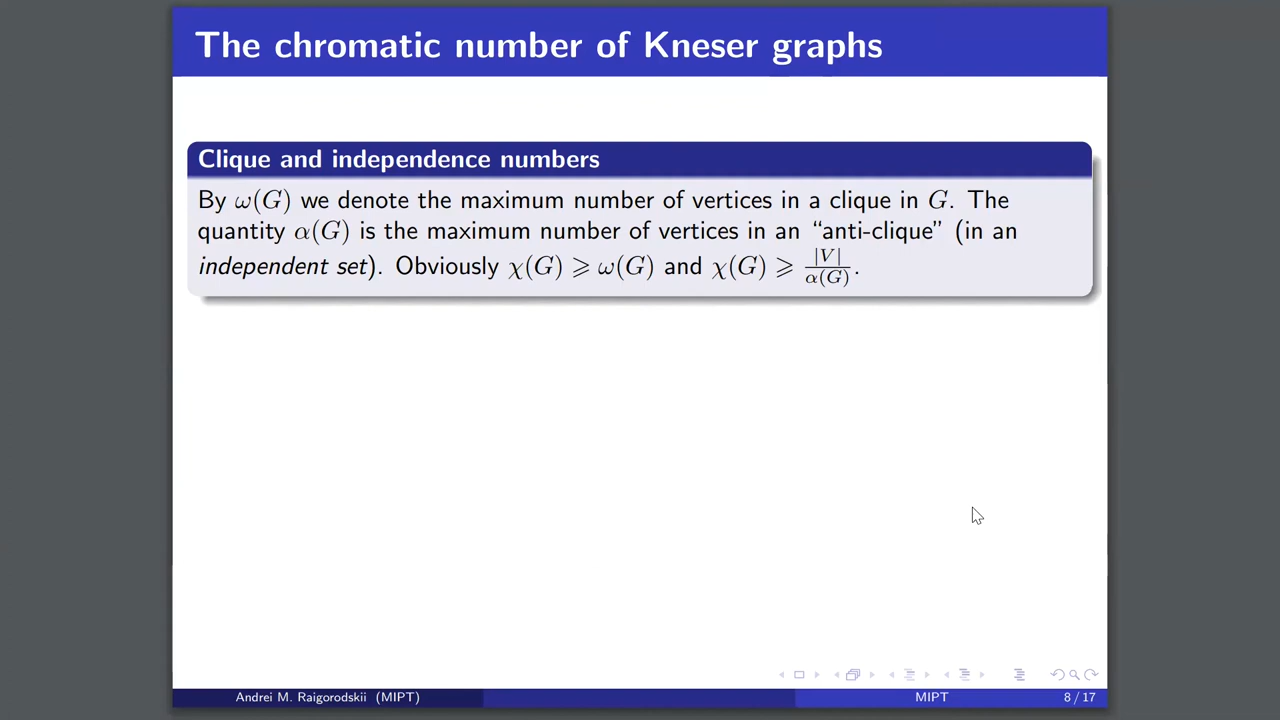 The chromatic number of Kneser graphs
Clique and independence numbers
By ω(G) we denote the maximum number of vertices in a clique in G. The
quantity α(G) is the maximum number of vertices in an “anti-clique” (in an
independent set). Obviously χ(G) ⩾ ω(G) and χ(G) ⩾ |V|/α(G).
Andrei M. Raigorodskii (MIPT) MIPT 8 / 17